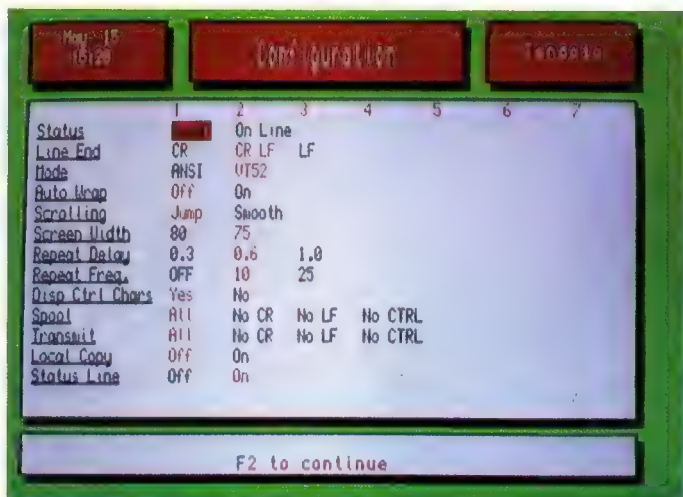 May 15
Configuration
Tandata
1 2 3 4 5 6 7
Status On Line
Line End CR CR LF LF
Mode ANSI VT52
Auto Wrap Off On
Scrolling Jump Smooth
Screen Width 80 75
Repeat Delay 0.3 0.6 1.0
Repeat Freq. OFF 10 25
Disp Ctrl Chars Yes No
Spool All No CR No LF No CTRL
Transmit All No CR No LF No CTRL
Local Copy Off On
Status Line Off On
F2 to continue